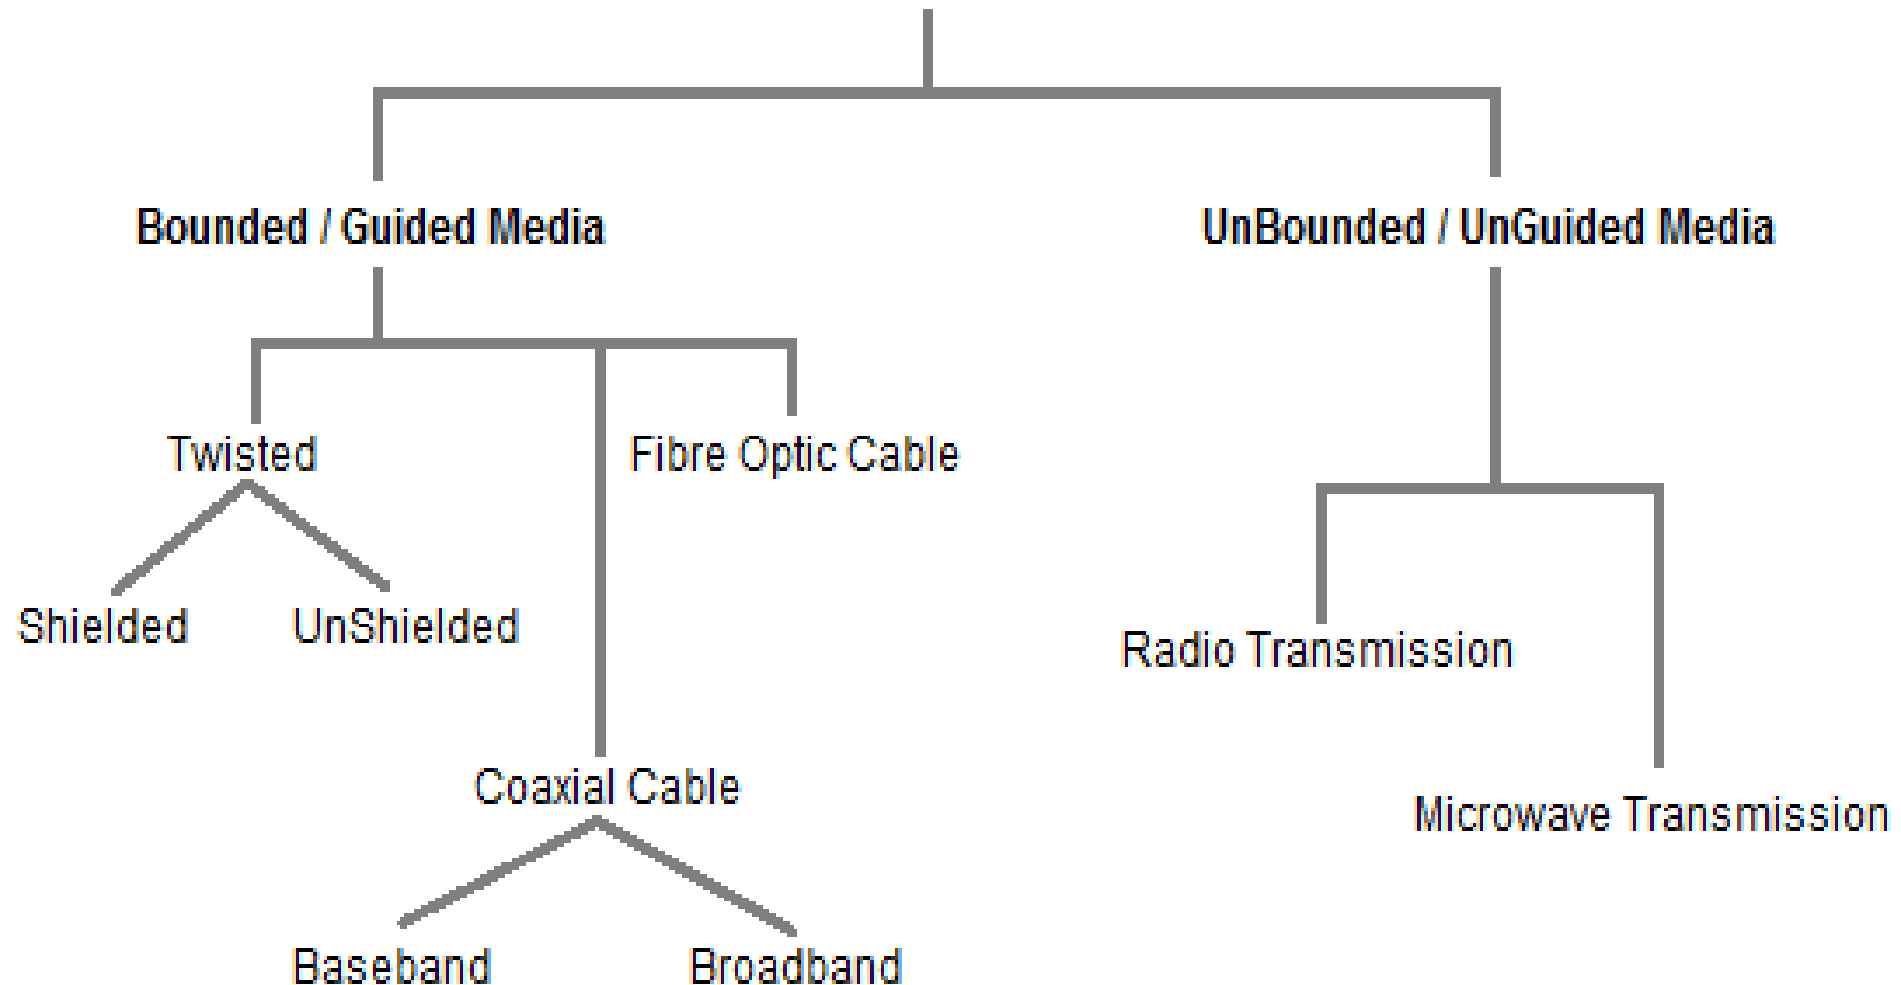 Bounded / Guided Media
UnBounded / UnGuided Media
Twisted
Fibre Optic Cable
Shielded
UnShielded
Radio Transmission
Coaxial Cable
Microwave Transmission
Baseband
Broadband